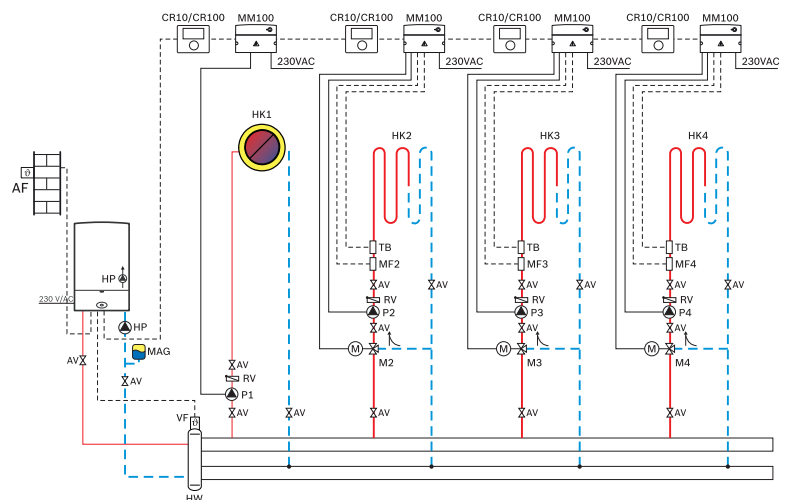 CR10/CR100 MM100 CR10/CR100 MM100 CR10/CR100 MM100 CR10/CR100 MM100
230VAC 230VAC 230VAC 230VAC
HK1
HK2 HK3 HK4
AF
ϑ
TB TB TB
HP MF2 MF3 MF4
AV AV AV AV AV AV
230 V/AC RV RV RV
P2 P3 P4
HP AV AV AV
MAG M M M
AV AV M2 M3 M4
AV RV
P1
VF ϑ AV AV AV AV AV
HW